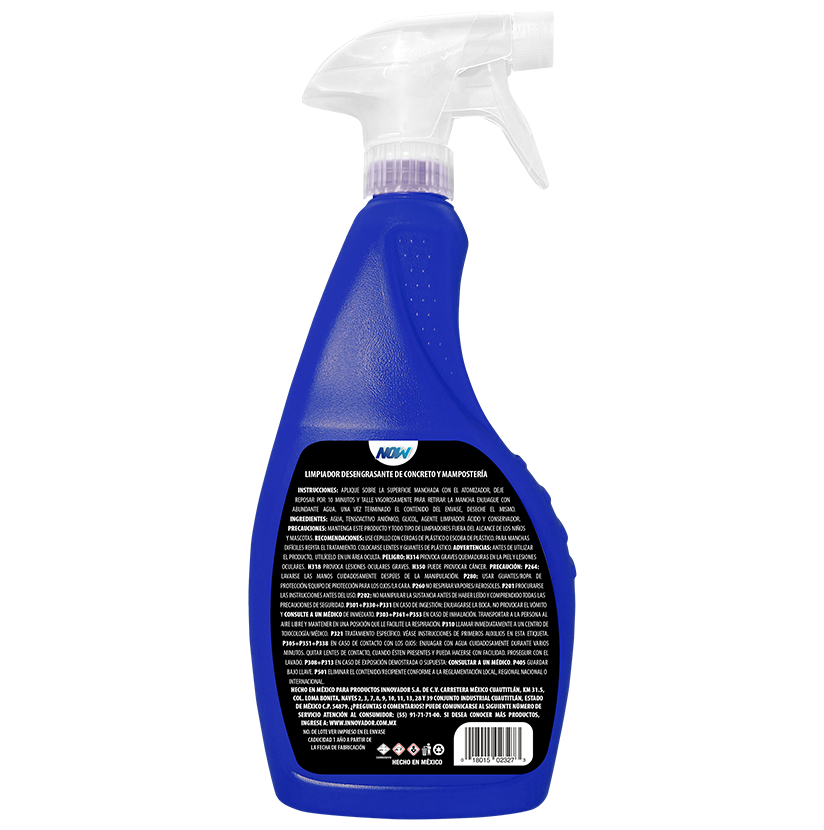 NOW
LIMPIADOR DESENGRASANTE DE CONCRETO Y MAMPOSTERÍA
INSTRUCCIONES: APLIQUE SOBRE LA SUPERFICIE MANCHADA CON EL ATOMIZADOR, DEJE
REPOSAR POR 10 MINUTOS Y TALLE VIGOROSAMENTE PARA RETIRAR LA MANCHA ENJUAGUE CON
ABUNDANTE AGUA. UNA VEZ TERMINADO EL CONTENIDO DEL ENVASE, DESECHE EL MISMO.
INGREDIENTES: AGUA, TENSOACTIVO ANIÓNICO, GLICOL, AGENTE LIMPIADOR ÁCIDO Y CONSERVADOR.
PRECAUCIONES: MANTENGA ESTE PRODUCTO Y TODO TIPO DE LIMPIADORES FUERA DEL ALCANCE DE LOS NIÑOS
Y MASCOTAS. RECOMENDACIONES: USE CEPILLO CON CERDAS DE PLÁSTICO O ESCOBA DE PLÁSTICO. PARA MANCHAS
DIFÍCILES REPITA EL TRATAMIENTO. COLOCARSE LENTES Y GUANTES DE PLÁSTICO. ADVERTENCIAS: ANTES DE UTILIZAR
EL PRODUCTO, UTILÍCELO EN UN ÁREA OCULTA. PELIGRO: H314 PROVOCA GRAVES QUEMADURAS EN LA PIEL Y LESIONES
OCULARES. H318 PROVOCA LESIONES OCULARES GRAVES. H350 PUEDE PROVOCAR CÁNCER. PRECAUCIÓN: P264:
LAVARSE LAS MANOS CUIDADOSAMENTE DESPÚES DE LA MANIPULACIÓN. P280: USAR GUANTES/ROPA DE
PROTECCIÓN/EQUIPO DE PROTECCIÓN PARA LOS OJOS/LA CARA. P260 NO RESPIRAR VAPORES/AEROSOLES. P201 PROCURARSE
LAS INSTRUCCIONES ANTES DEL USO. P202: NO MANIPULAR LA SUSTANCIA ANTES DE HABER LEÍDO Y COMPRENDIDO TODAS LAS
PRECAUCIONES DE SEGURIDAD. P301+P330+P331 EN CASO DE INGESTIÓN: ENJUAGARSE LA BOCA. NO PROVOCAR EL VÓMITO
Y CONSULTE A UN MÉDICO DE INMEDIATO. P303+P361+P353 EN CASO DE INHALACIÓN. TRANSPORTAR A LA PERSONA AL
AIRE LIBRE Y MANTENER EN UNA POSICIÓN QUE LE FACILITE LA RESPIRACIÓN. P310 LLAMAR INMEDIATAMENTE A UN CENTRO DE
TOXICOLOGÍA/MÉDICO. P321 TRATAMIENTO ESPECÍFICO. VÉASE INSTRUCCIONES DE PRIMEROS AUXILIOS EN ESTA ETIQUETA.
P305+P351+P338 EN CASO DE CONTACTO CON LOS OJOS: ENJUAGAR CON AGUA CUIDADOSAMENTE DURANTE VARIOS
MINUTOS. QUITAR LENTES DE CONTACTO, CUANDO ÉSTEN PRESENTES Y PUEDA HACERSE CON FACILIDAD. PROSEGUIR CON EL
LAVADO. P308+P313 EN CASO DE EXPOSICIÓN DEMOSTRADA O SUPUESTA: CONSULTAR A UN MÉDICO. P405 GUARDAR
BAJO LLAVE. P501 ELIMINAR EL CONTENIDO/RECIPIENTE CONFORME A LA REGLAMENTACIÓN LOCAL, REGIONAL NACIONAL O
INTERNACIONAL.
HECHO EN MÉXICO PARA PRODUCTOS INNOVADOR S.A. DE C.V. CARRETERA MÉXICO CUAUTITLÁN, KM 31.5,
COL. LOMA BONITA, NAVES 2, 3, 7, 8, 9, 10, 11, 13, 28 Y 39 CONJUNTO INDUSTRIAL CUAUTITLÁN, ESTADO
DE MÉXICO C.P. 54879. ¿PREGUNTAS O COMENTARIOS? PUEDE COMUNICARSE AL SIGUIENTE NÚMERO DE
SERVICIO ATENCIÓN AL CONSUMIDOR: (55) 91-71-71-00. SI DESEA CONOCER MÁS PRODUCTOS,
INGRESE A: WWW.INNOVADOR.COM.MX
NO. DE LOTE VER IMPRESO EN EL ENVASE
CADUCIDAD 1 AÑO A PARTIR DE
LA FECHA DE FABRICACIÓN
HECHO EN MÉXICO
0 18015 02327 3